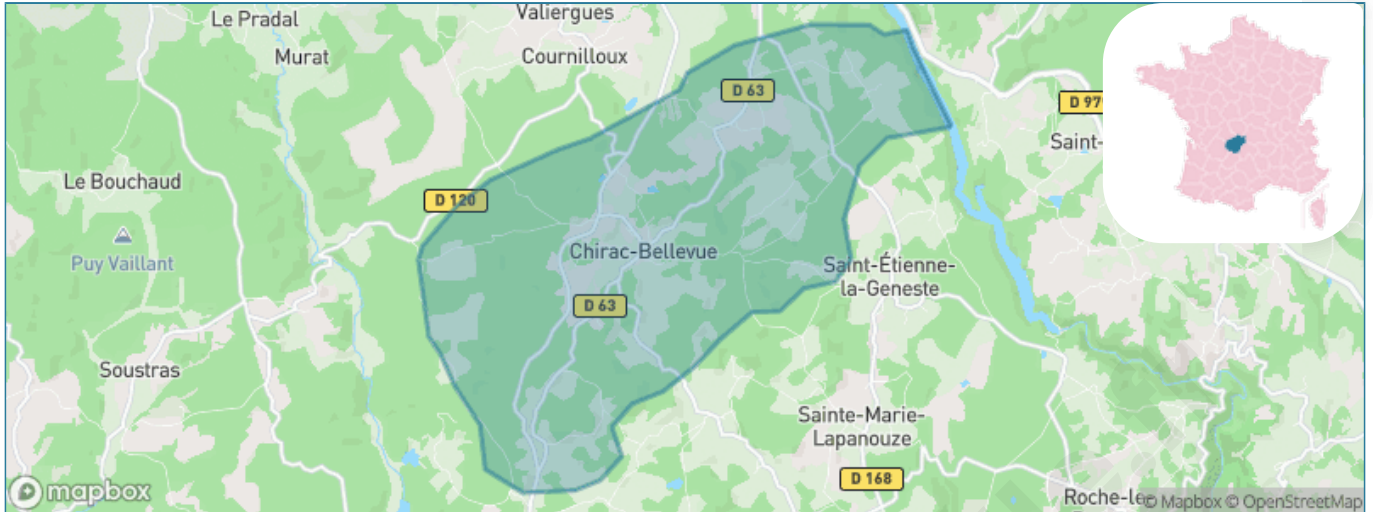 Le Pradal
Valiergues
Murat
Cournilloux
D 63
D 979
Saint-
Le Bouchaud
D 120
Puy Vaillant
Chirac-Bellevue
Saint-Étienne-
la-Geneste
D 63
Soustras
Sainte-Marie-
Lapanouze
D 168
mapbox
Roche-le
© Mapbox © OpenStreetMap